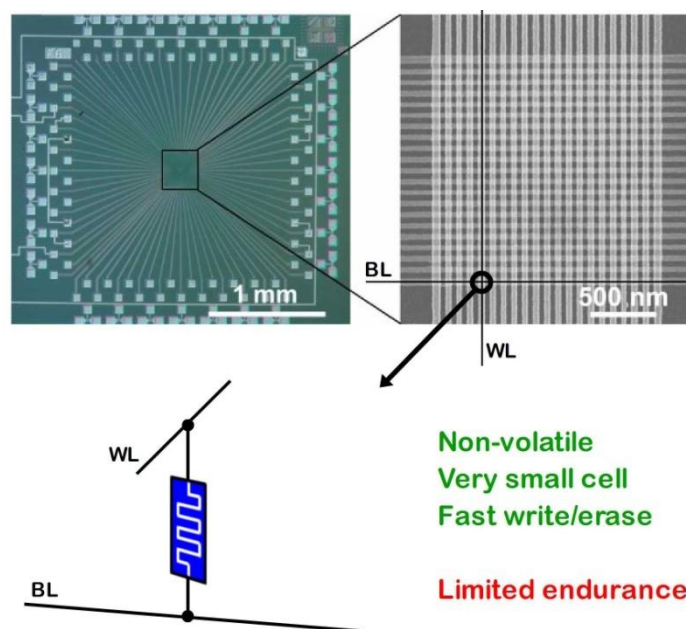 1 mm
BL
500 nm
WL
WL
BL
Non-volatile
Very small cell
Fast write/erase
Limited endurance